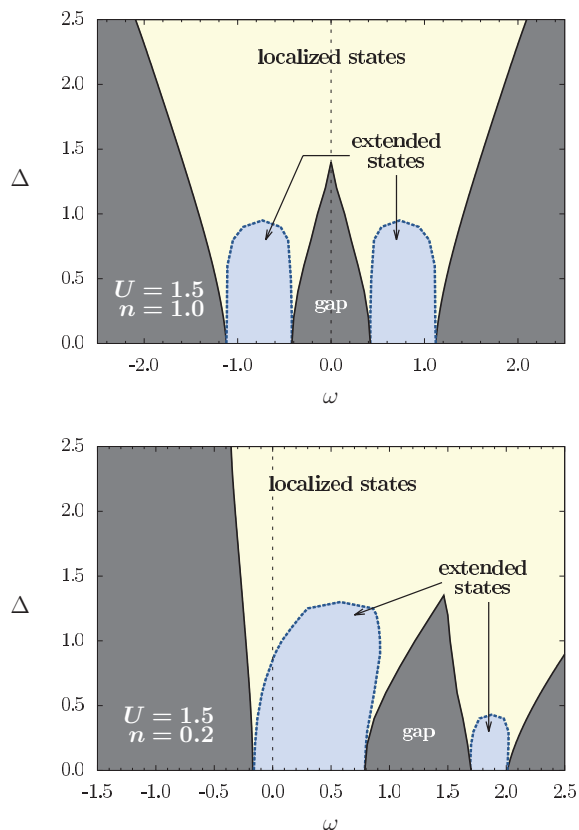 2.5
localized states
2.0
1.5
extended
states
Δ
1.0
0.5
U = 1.5
n = 1.0
gap
0.0
-2.0 -1.0 0.0 1.0 2.0
ω
2.5
localized states
2.0
1.5
extended
states
Δ
1.0
0.5
U = 1.5
n = 0.2
gap
0.0
-1.5 -1.0 -0.5 0.0 0.5 1.0 1.5 2.0 2.5
ω